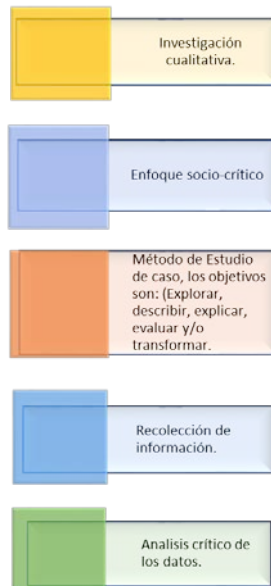 Investigación
cualitativa.
Enfoque socio-crítico
Método de Estudio
de caso, los objetivos
son: (Explorar,
describir, explicar,
evaluar y/o
transformar.
Recolección de
información.
Analisis crítico de
los datos.